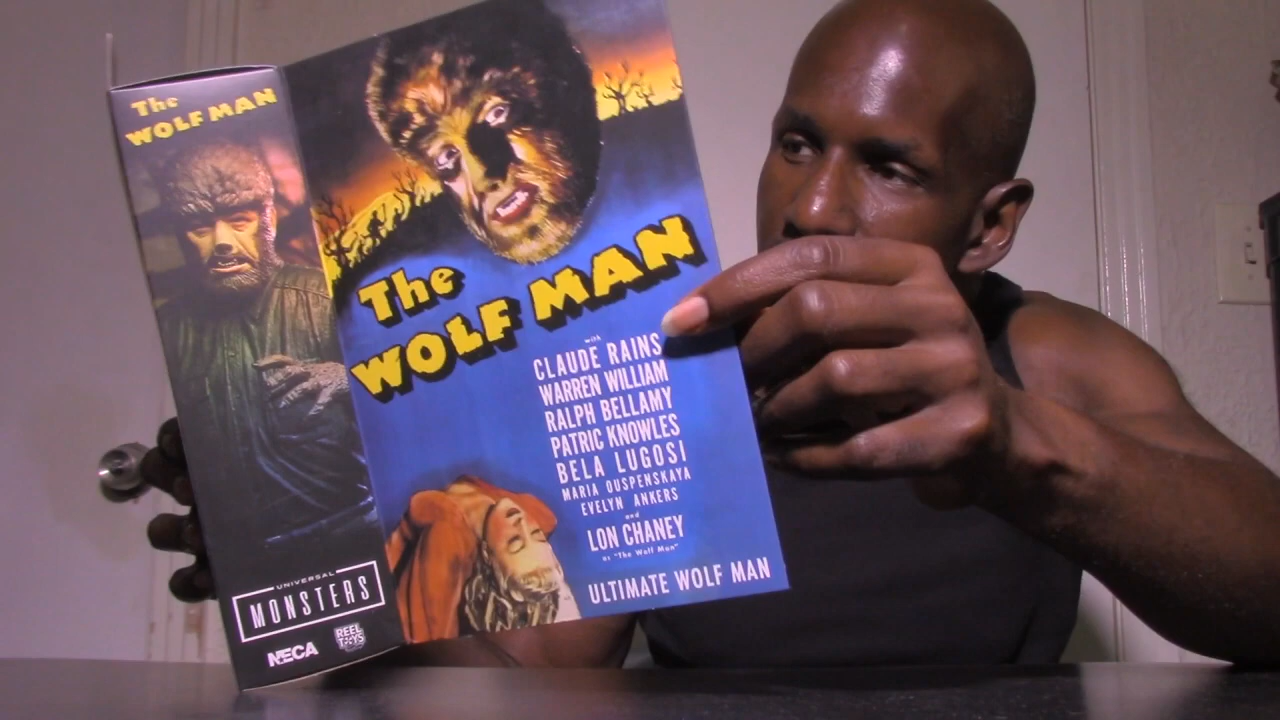 The
WOLF MAN
UNIVERSAL
MONSTERS
NECA
REEL
TOYS
The
WOLF MAN
with
CLAUDE RAINS
WARREN WILLIAM
RALPH BELLAMY
PATRIC KNOWLES
BELA LUGOSI
MARIA OUSPENSKAYA
EVELYN ANKERS
and
LON CHANEY
as "The Wolf Man"
ULTIMATE WOLF MAN